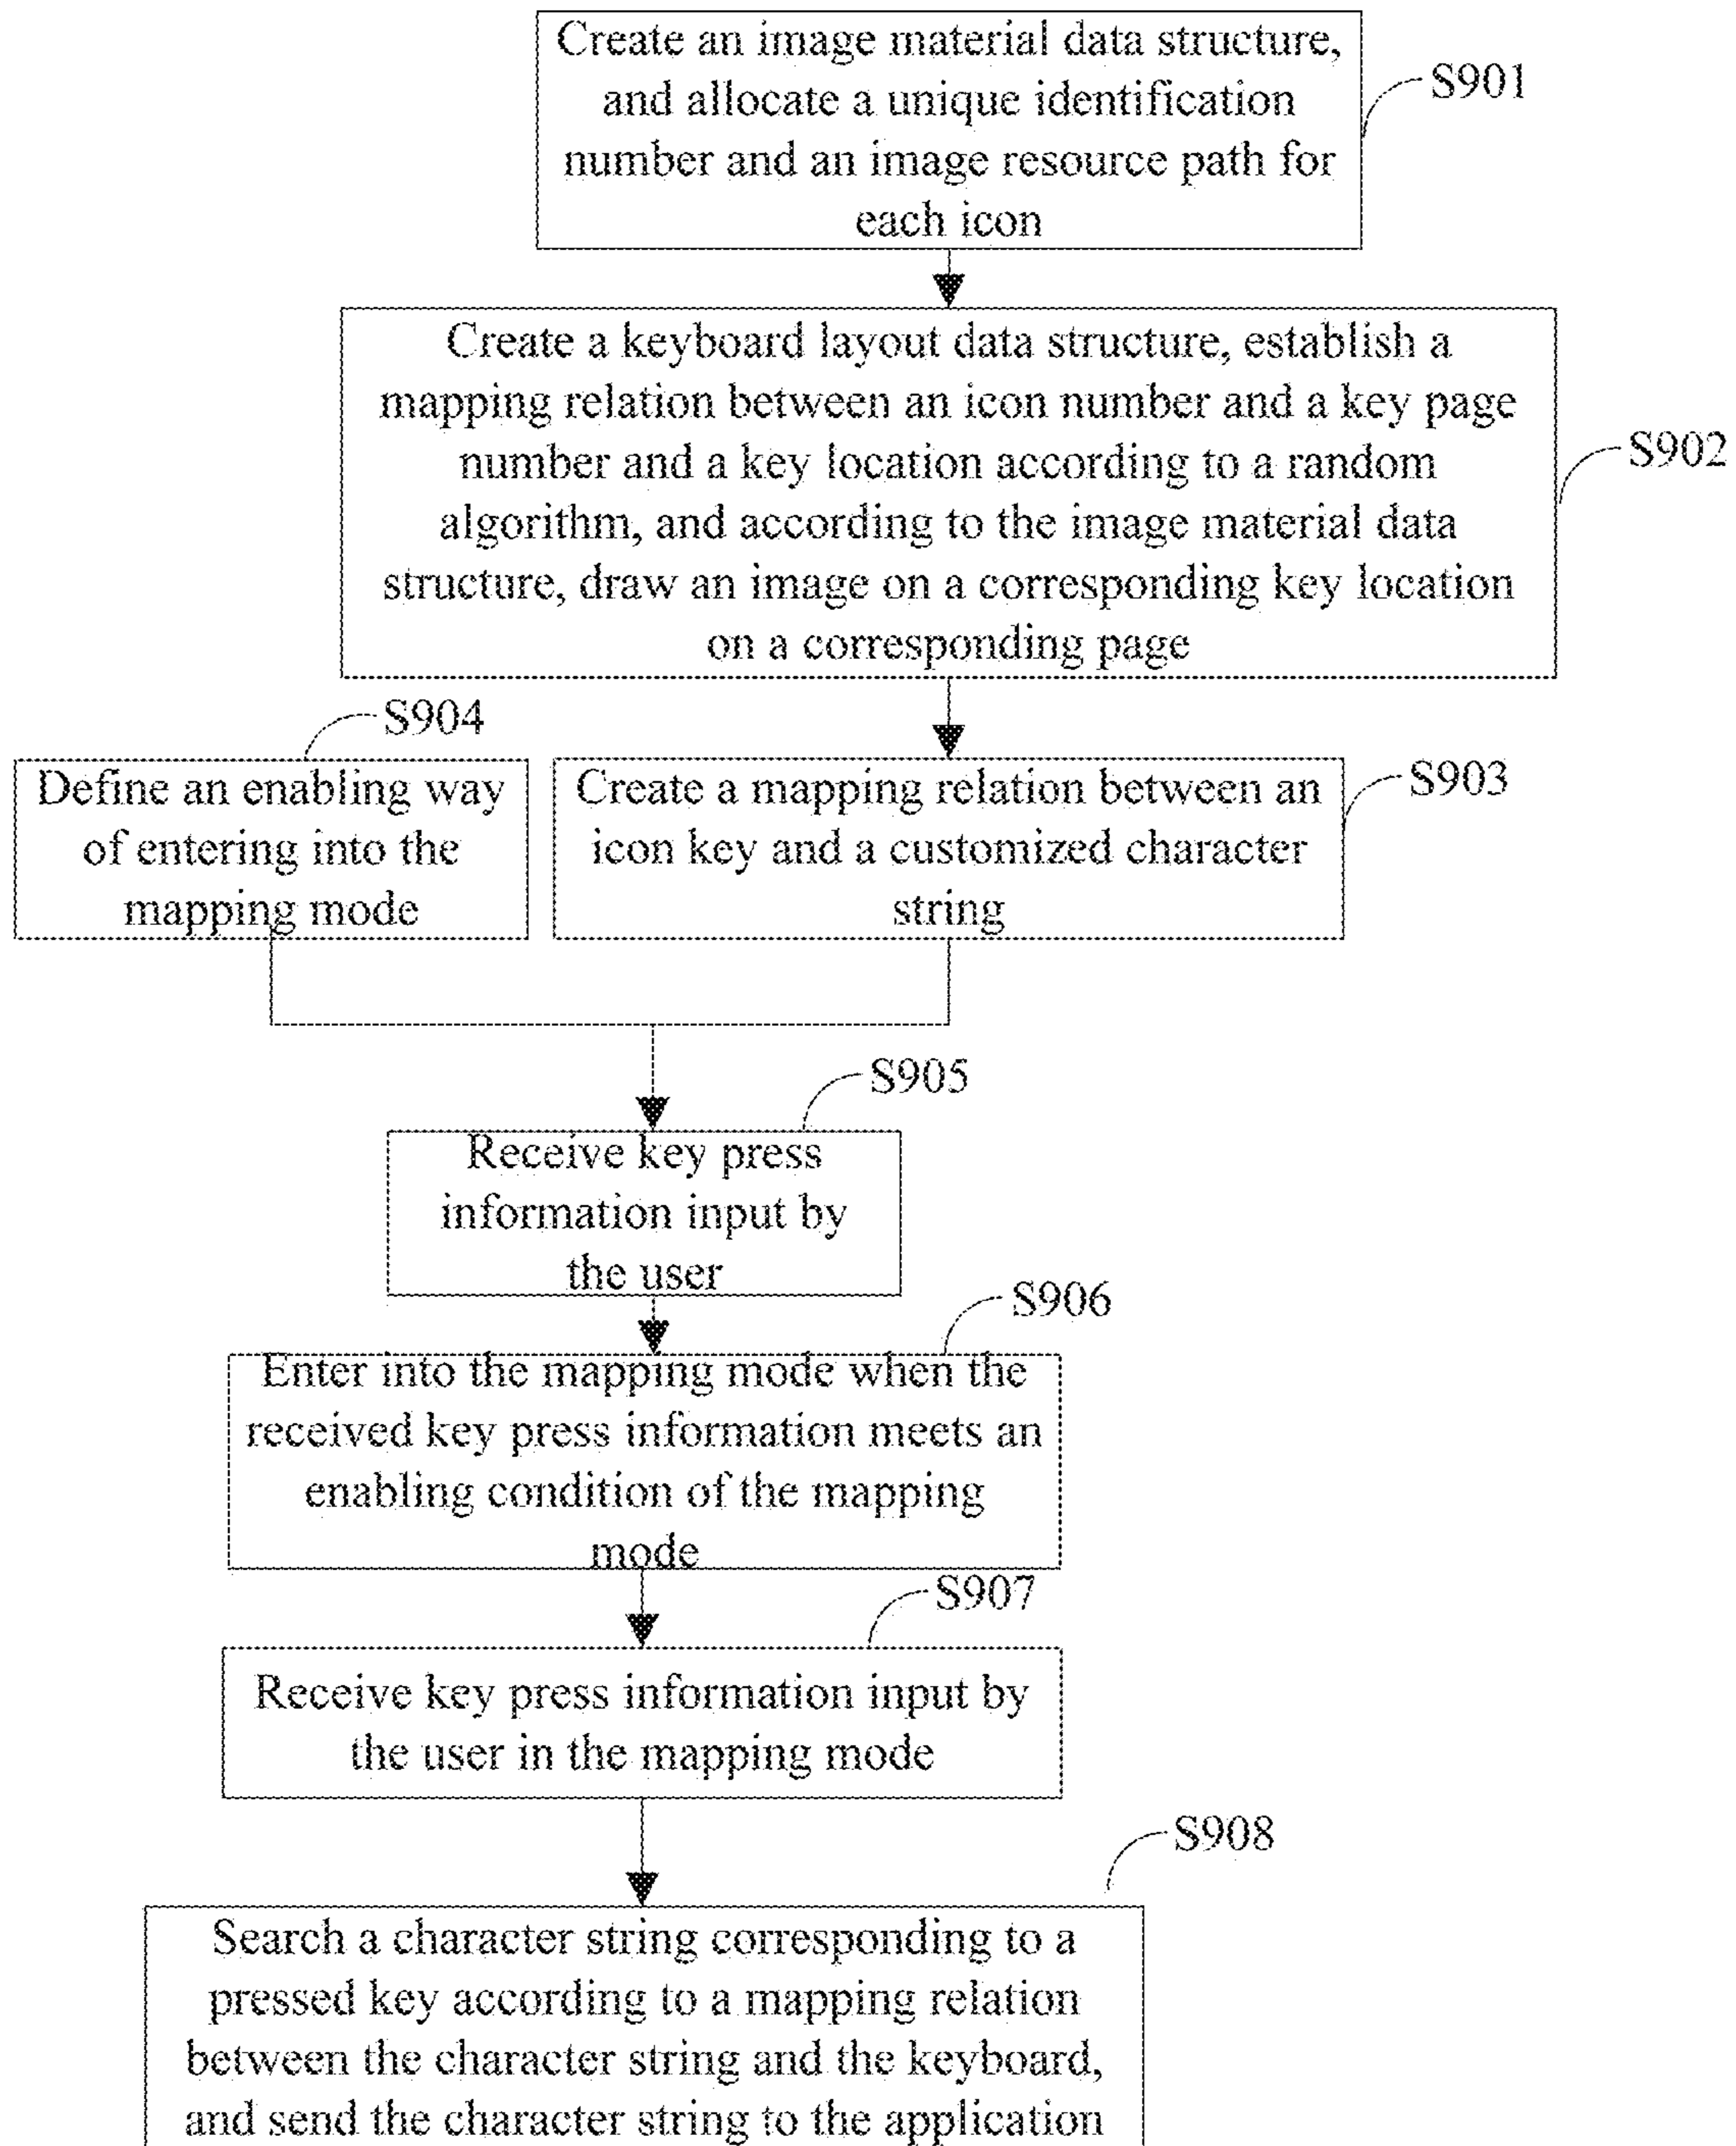 Create an image material data structure,
and allocate a unique identification
number and an image resource path for
each icon
S901
Create a keyboard layout data structure, establish a
mapping relation between an icon number and a key page
number and a key location according to a random
algorithm, and according to the image material data
structure, draw an image on a corresponding key location
on a corresponding page
S902
S904
Define an enabling way
of entering into the
mapping mode
Create a mapping relation between an
icon key and a customized character
string
S903
S905
Receive key press
information input by
the user
S906
Enter into the mapping mode when the
received key press information meets an
enabling condition of the mapping
mode
S907
Receive key press information input by
the user in the mapping mode
S908
Search a character string corresponding to a
pressed key according to a mapping relation
between the character string and the keyboard,
and send the character string to the application